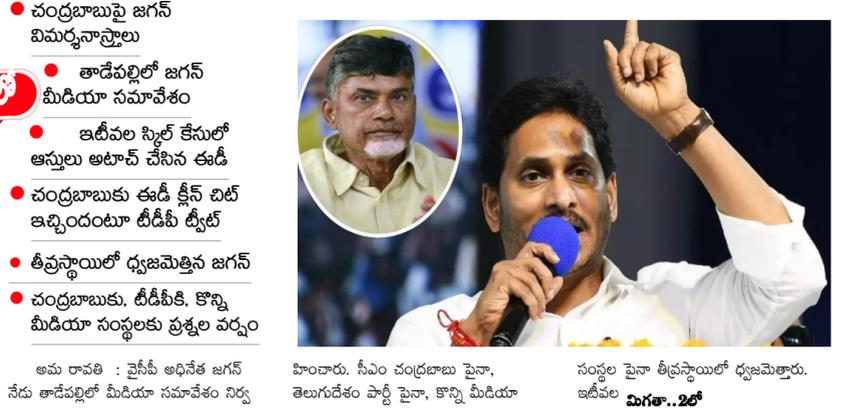 చంద్రబాబుపై జగన్
విమర్శనాస్త్రాలు
తాడేపల్లిలో జగన్
మీడియా సమావేశం
ఇటీవల స్కిల్ కేసులో
ఆస్తులు అటాచ్ చేసిన ఈడీ
చంద్రబాబుకు ఈడీ క్లీన్ చిట్
ఇచ్చిందంటూ టీడీపీ ట్వీట్
తీవ్రస్థాయిలో ధ్వజమెత్తిన జగన్
చంద్రబాబుకు, టీడీపీకి, కొన్ని
మీడియా సంస్థలకు ప్రశ్నల వర్షం
అమ రావతి : వైసీపీ అధినేత జగన్
నేడు తాడేపల్లిలో మీడియా సమావేశం నిర్వ
హించారు. సీఎం చంద్రబాబు పైనా,
తెలుగుదేశం పార్టీ పైనా, కొన్ని మీడియా
సంస్థల పైనా తీవ్రస్థాయిలో ధ్వజమెత్తారు.
ఇటీవల మిగతా..2లో